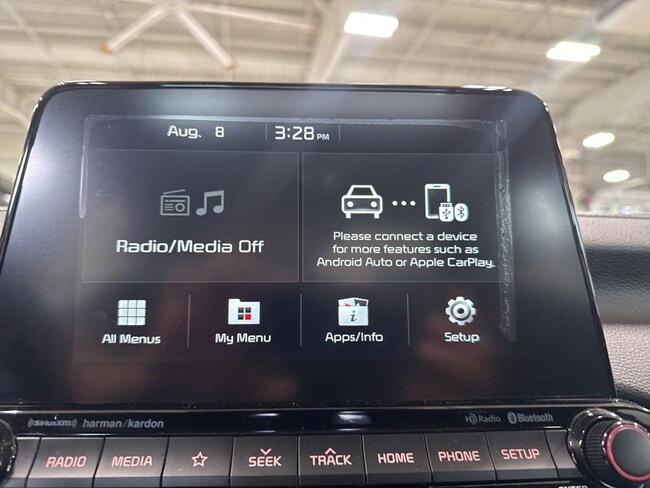 Aug. 8 3:28 PM
Radio/Media Off
Please connect a device
for more features such as
Android Auto or Apple CarPlay.
All Menus My Menu Apps/Info Setup
SiriusXM harman/kardon HD Radio Bluetooth
RADIO MEDIA SEEK TRACK HOME PHONE SETUP
ENTER